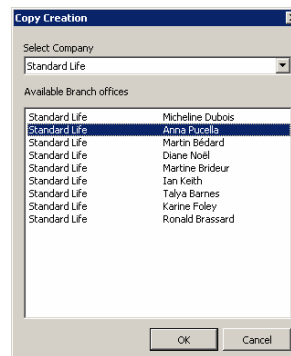 Copy Creation
Select Company
Standard Life
Available Branch offices
Standard Life Micheline Dubois
Standard Life Anna Pucella
Standard Life Martin Bédard
Standard Life Diane Noël
Standard Life Martine Brideur
Standard Life Ian Keith
Standard Life Talya Barnes
Standard Life Karine Foley
Standard Life Ronald Brassard
OK Cancel